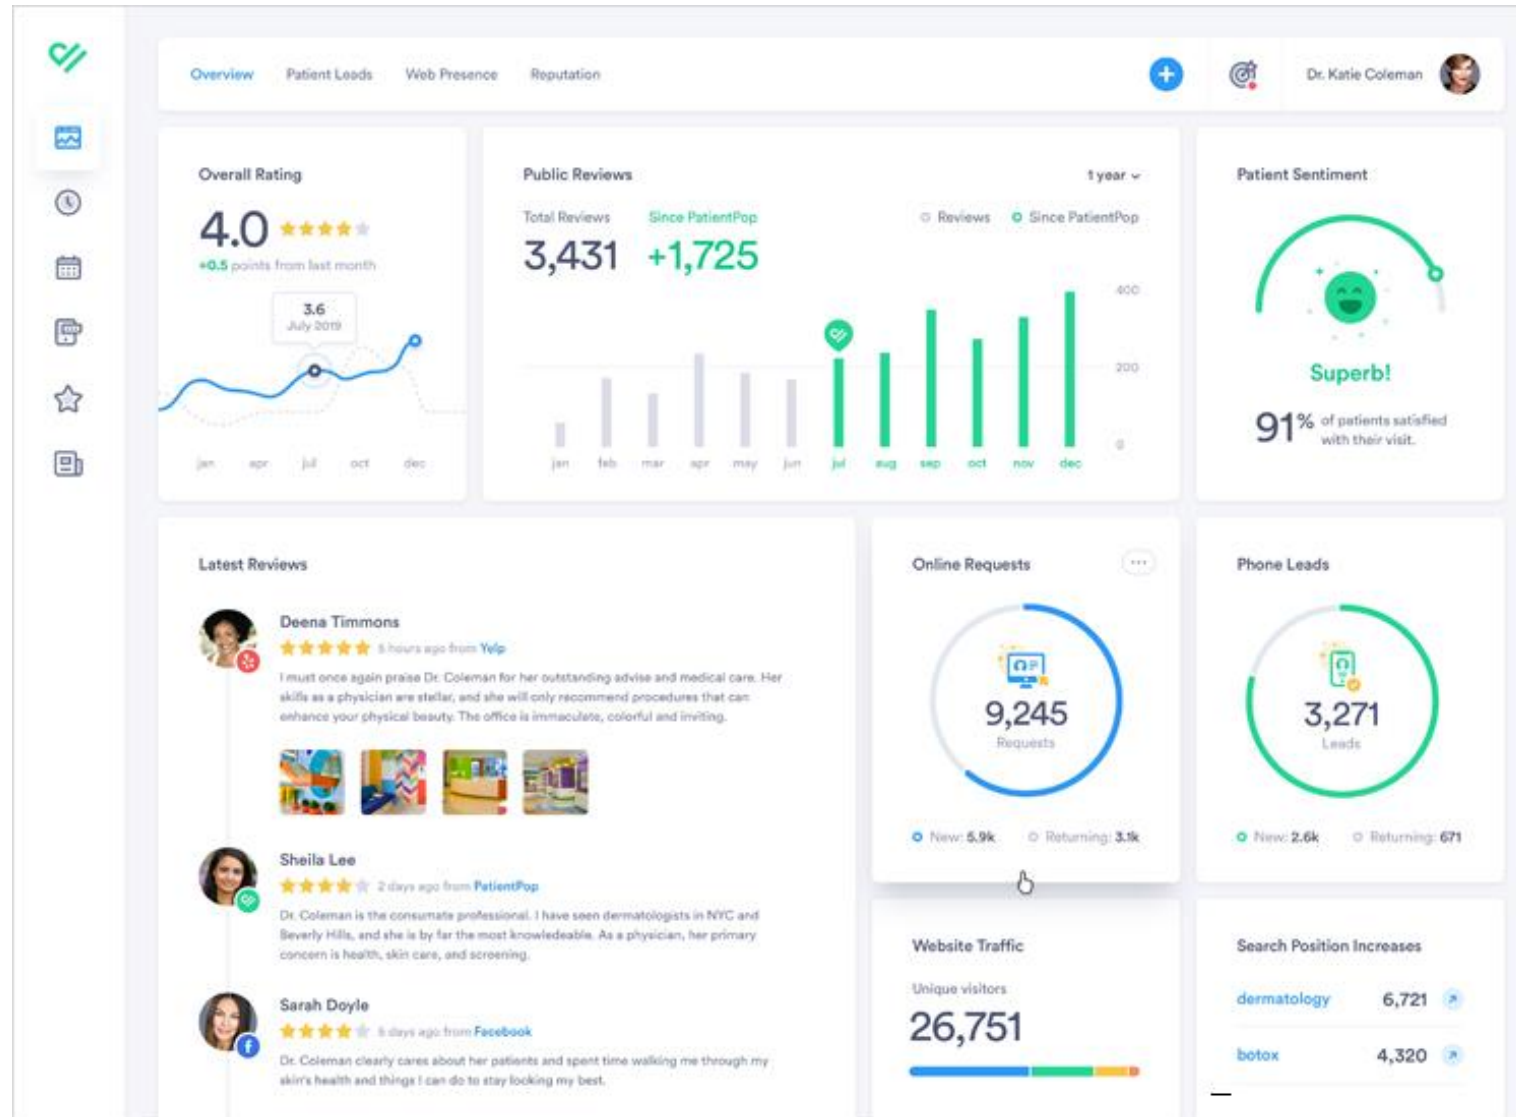 Overview
Patient Leads
Web Presence
Reputation
Dr. Katie Coleman
Overall Rating
4.0
+0.5 points from last month
3.6
July 2019
jan
apr
jul
oct
dec
Public Reviews
1 year
Total Reviews
Since PatientPop
3,431
+1,725
Reviews
Since PatientPop
400
200
0
jan
feb
mar
apr
may
jun
jul
aug
sep
oct
nov
dec
Patient Sentiment
Superb!
91% of patients satisfied
with their visit.
Latest Reviews
Deena Timmons
hours ago from Yelp
I must once again praise Dr. Coleman for her outstanding advise and medical care. Her
skills as a physician are stellar, and she will only recommend procedures that can
enhance your physical beauty. The office is immaculate, colorful and inviting.
Sheila Lee
2 days ago from PatientPop
Dr. Coleman is the consumate professional. I have seen dermatologists in NYC and
Beverly Hills, and she is by far the most knowledeable. As a physician, her primary
concern is health, skin care, and screening.
Sarah Doyle
days ago from Facebook
Dr. Coleman clearly cares about her patients and spent time walking me through my
skin's health and things I can do to stay looking my best.
Online Requests
9,245
Requests
New: 5.9k
Returning: 3.1k
Phone Leads
3,271
Leads
New: 2.6k
Returning: 671
Website Traffic
Unique visitors
26,751
Search Position Increases
dermatology 6,721
botox 4,320